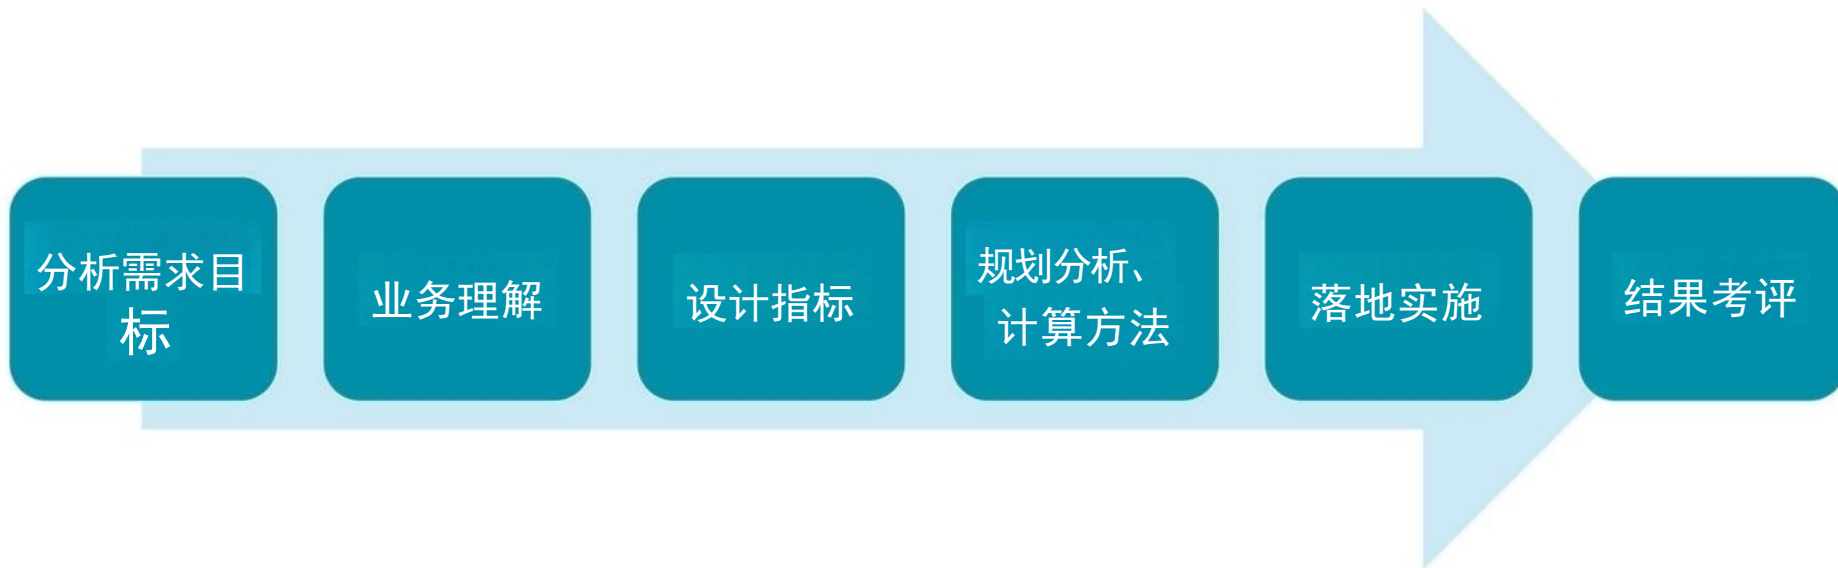 分析需求目
标
业务理解
设计指标
规划分析、
计算方法
落地实施
结果考评